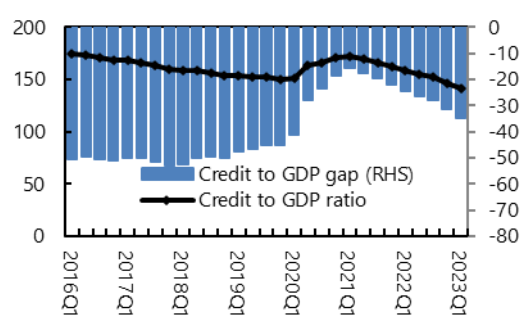 200
150
100
50
0
0
-10
-20
-30
-40
-50
-60
-70
-80
Credit to GDP gap (RHS)
Credit to GDP ratio
2016Q1
2017Q1
2018Q1
2019Q1
2020Q1
2021Q1
2022Q1
2023Q1